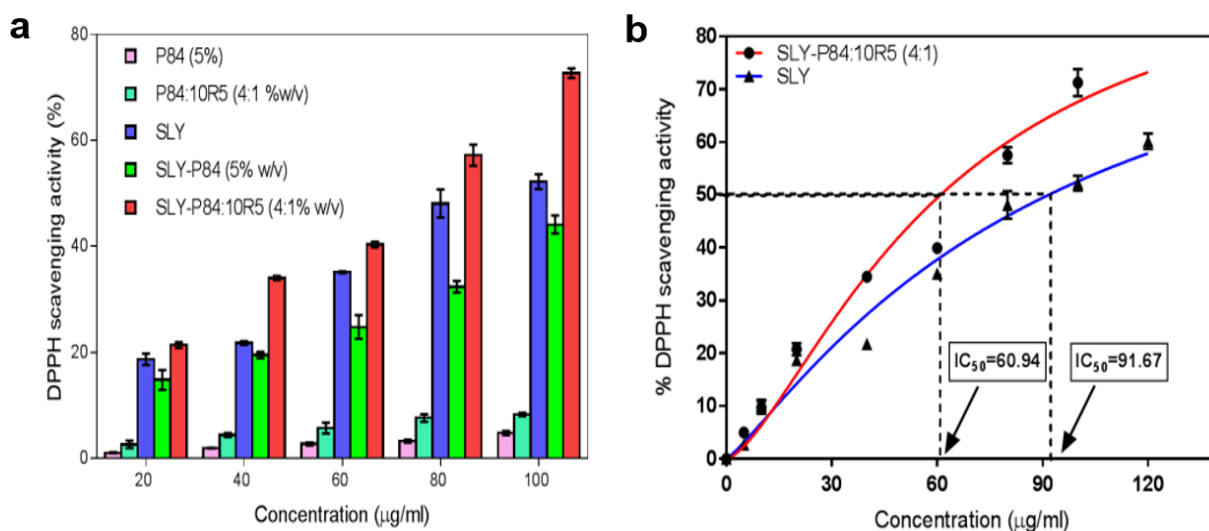 a
DPPH scavenging activity (%)
80
60
40
20
0
P84 (5%)
P84:10R5 (4:1 %w/v)
SLY
SLY-P84 (5% w/v)
SLY-P84:10R5 (4:1% w/v)
20 40 60 80 100
Concentration (μg/ml)
b
% DPPH scavenging activity
80
70
60
50
40
30
20
10
0
SLY-P84:10R5 (4:1)
SLY
IC50=60.94
IC50=91.67
0 30 60 90 120
Concentration (μg/ml)